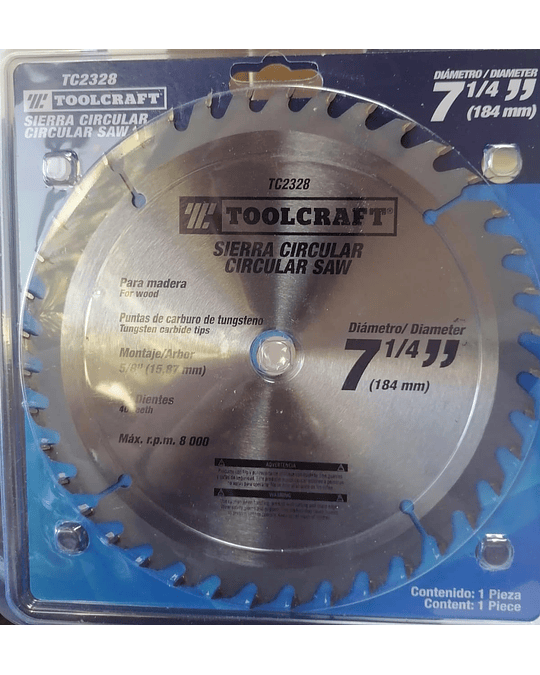 TC2328
TOOLCRAFT
SIERRA CIRCULAR
CIRCULAR SAW
DIÁMETRO / DIAMETER
7 1/4”
(184 mm)
TC2328
TOOLCRAFT®
SIERRA CIRCULAR
CIRCULAR SAW
Para madera
For wood
Puntas de carburo de tungsteno
Tungsten carbide tips
Montaje/Arbor
5/8" (15,87 mm)
Dientes
40 teeth
Máx. r.p.m. 8 000
Diámetro/ Diameter
7 1/4”
(184 mm)
ADVERTENCIA
WARNING
Contenido: 1 Pieza
Content: 1 Piece